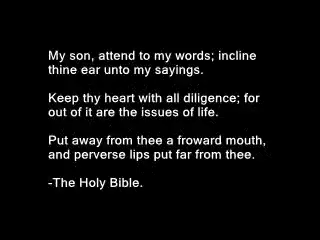 My son, attend to my words; incline
thine ear unto my sayings.
Keep thy heart with all diligence; for
out of it are the issues of life.
Put away from thee a froward mouth,
and perverse lips put far from thee.
-The Holy Bible.